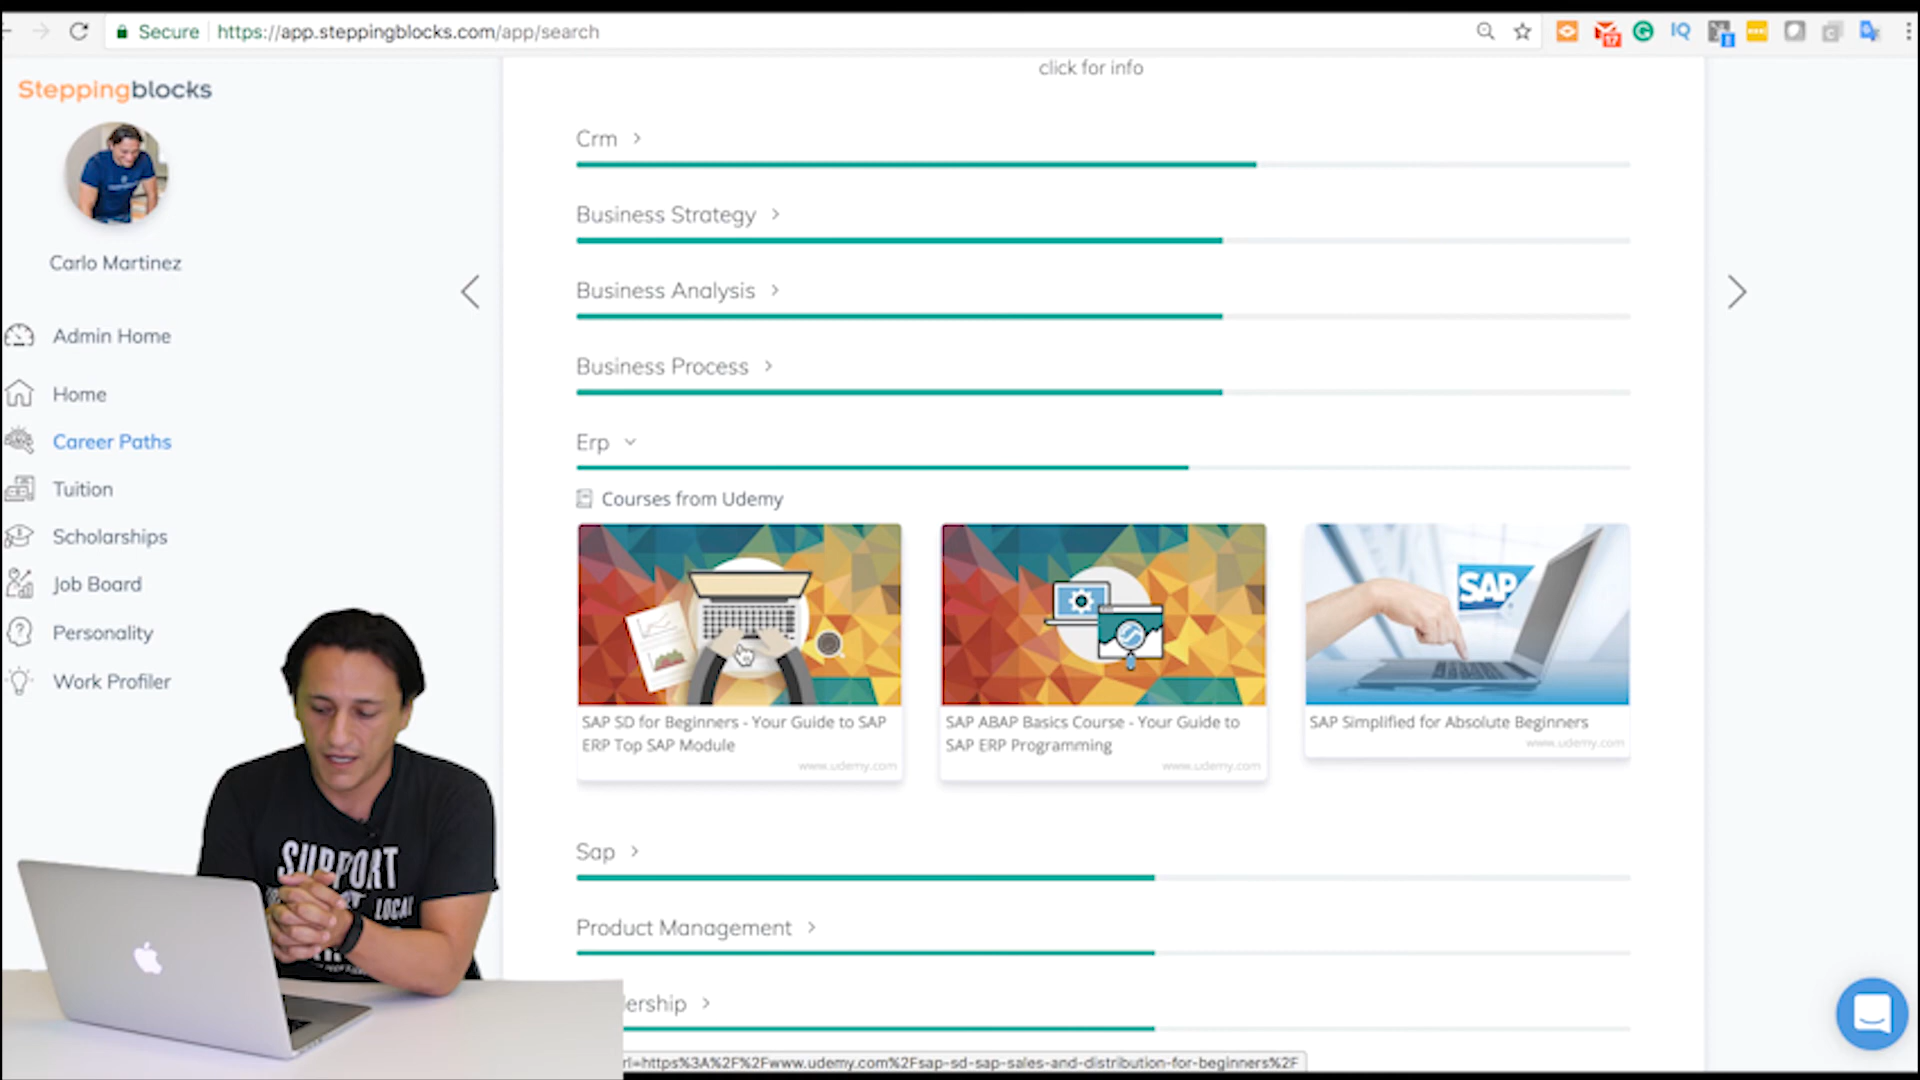 Secure
https://app.steppingblocks.com/app/search
Steppingblocks
Carlo Martinez
Admin Home
Home
Career Paths
Tuition
Scholarships
Job Board
Personality
Work Profiler
click for info
Crm
Business Strategy
Business Analysis
Business Process
Erp
Courses from Udemy
SAP
SAP SD for Beginners - Your Guide to SAP
ERP Top SAP Module
www.udemy.com
SAP ABAP Basics Course - Your Guide to
SAP ERP Programming
www.udemy.com
SAP Simplified for Absolute Beginners
www.udemy.com
Sap
Product Management
ership
rl=https%3A%2F%2Fwww.udemy.com%2Fsap-sd-sap-sales-and-distribution-for-beginners%2F
IQ
17
SUPPORT
LOCAL